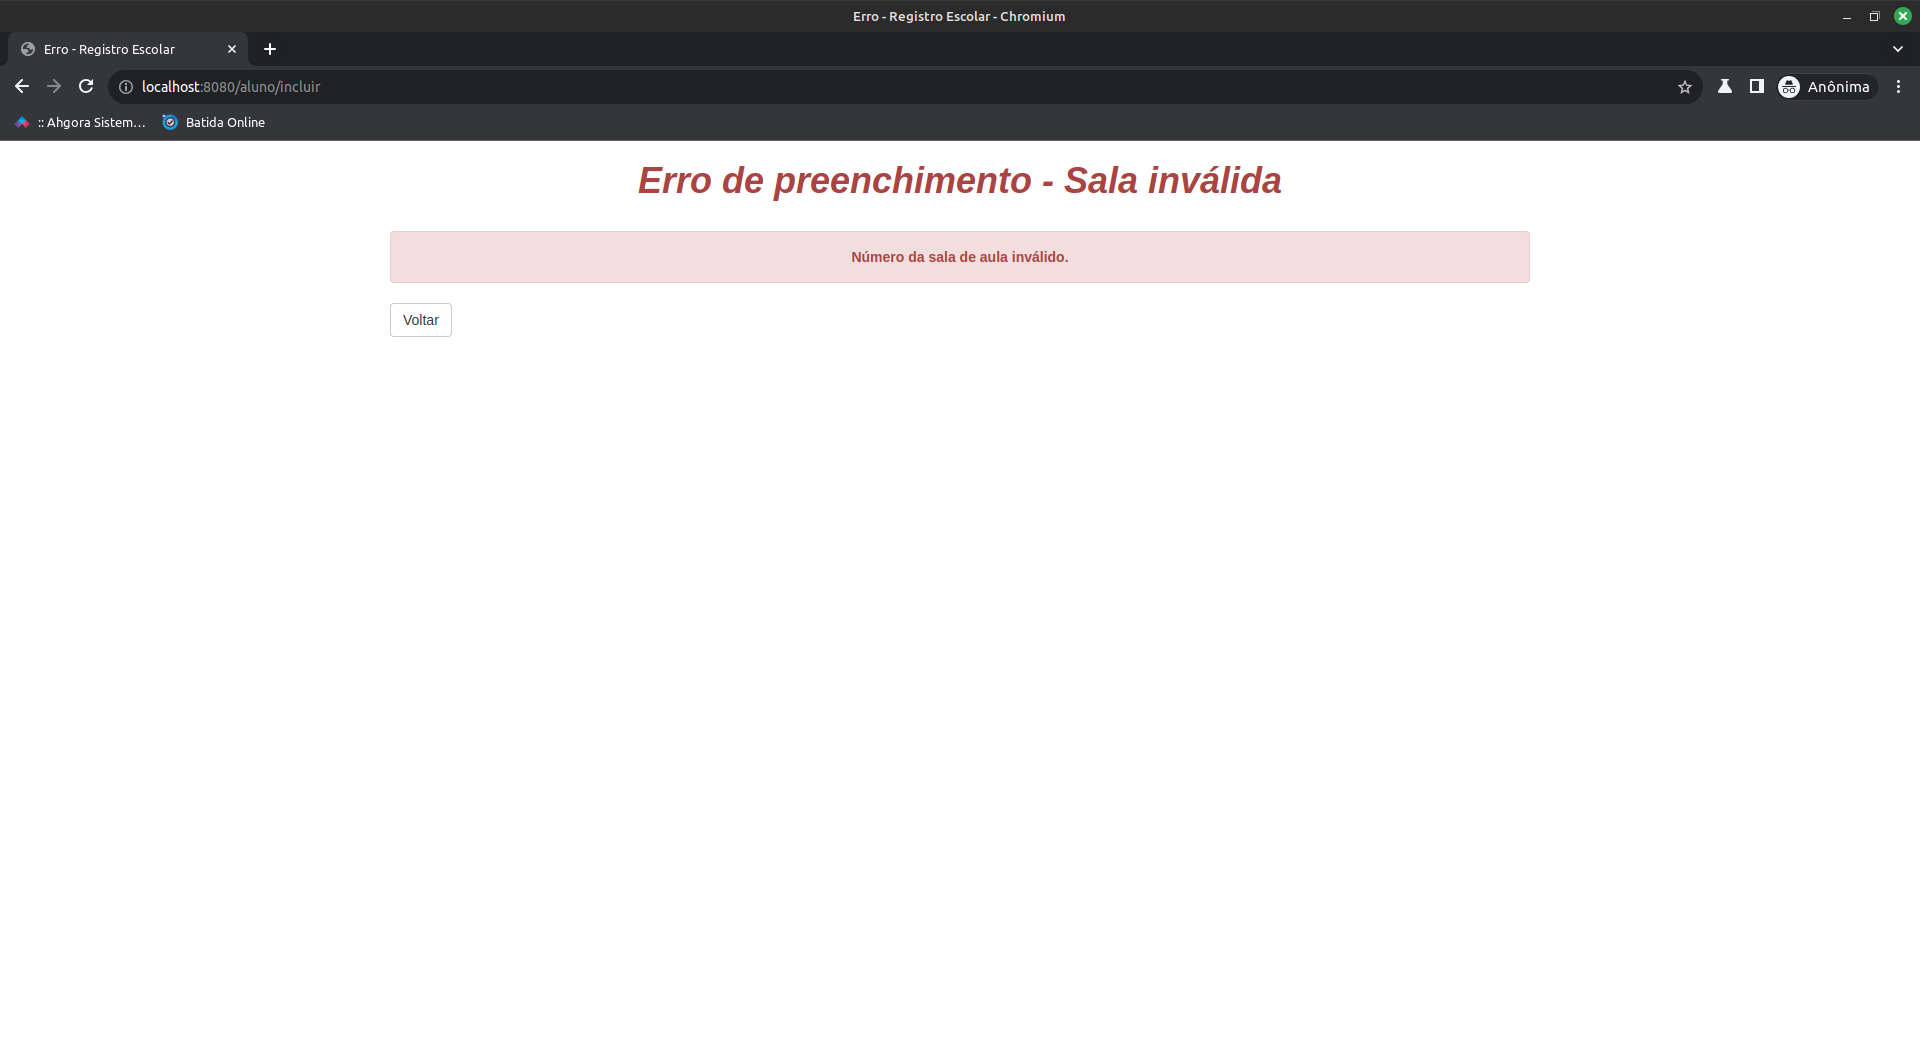 Erro - Registro Escolar - Chromium
Erro - Registro Escolar
localhost:8080/aluno/incluir
Anônima
:: Ahgora Sistem...
Batida Online
Erro de preenchimento - Sala inválida
Número da sala de aula inválido.
Voltar